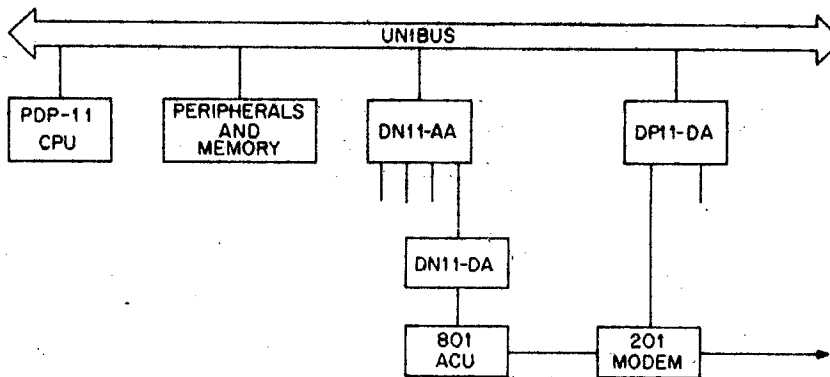 UNIBUS
PDP-11
CPU
PERIPHERALS
AND
MEMORY
DN11-AA
DP11-DA
DN11-DA
801
ACU
201
MODEM